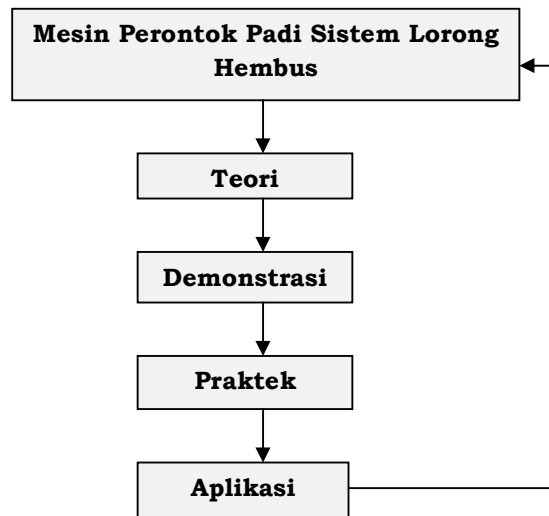 Mesin Perontok Padi Sistem Lorong
Hembus
Teori
Demonstrasi
Praktek
Aplikasi